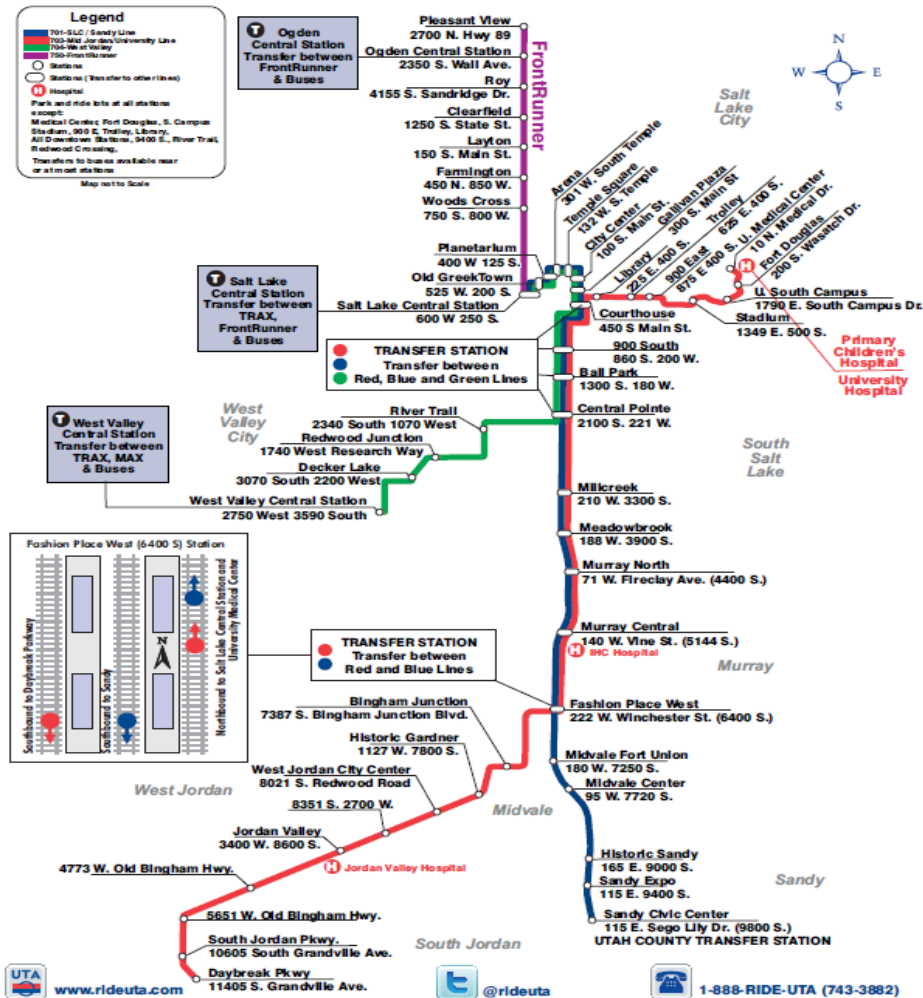 Legend
701-SLC / Sandy Line
703-Mid Jordan/University Line
704-West Valley
750-FrontRunner
Stations
Stations (Transfer to other lines)
H Hospital
Park and ride lots at all stations
except:
Medical Center, Fort Douglas, S. Campus
Stadium, 900 E, Trolley, Library,
All Downtown Stations, 9400 S., River Trail,
Redwood Crossing,
Transfers to buses available near
or at most stations
Map not to Scale
T Ogden
Central Station
Transfer between
FrontRunner
& Buses
Pleasant View
2700 N. Hwy 89
Ogden Central Station
2350 S. Wall Ave.
Roy
4155 S. Sandridge Dr.
Clearfield
1250 S. State St.
Layton
150 S. Main St.
Farmington
450 N. 850 W.
Woods Cross
750 S. 800 W.
FrontRunner
N
W E
S
Salt
Lake
City
Planetarium
400 W 125 S.
Old GreekTown
525 W. 200 S.
Salt Lake Central Station
600 W 250 S.
T Salt Lake
Central Station
Transfer between
TRAX,
FrontRunner
& Buses
Arena
301 W. South Temple
Temple Square
132 W. S. Temple
City Center
100 S. Main St.
Gallivan Plaza
300 S. Main St
Library
225 E. 400 S.
Trolley
625 E. 400 S.
900 East
875 E 400 S.
U. Medical Center
10 N. Medical Dr.
Fort Douglas
200 S. Wasatch Dr.
H
U. South Campus
1790 E. South Campus Dr.
Stadium
1349 E. 500 S.
Primary
Children's
Hospital
University
Hospital
Courthouse
450 S Main St.
900 South
860 S. 200 W.
Ball Park
1300 S. 180 W.
Central Pointe
2100 S. 221 W.
TRANSFER STATION
Transfer between
Red, Blue and Green Lines
West
Valley
City
River Trail
2340 South 1070 West
Redwood Junction
1740 West Research Way
Decker Lake
3070 South 2200 West
West Valley Central Station
2750 West 3590 South
T West Valley
Central Station
Transfer between
TRAX, MAX
& Buses
South
Salt
Lake
Millcreek
210 W. 3300 S.
Meadowbrook
188 W. 3900 S.
Murray North
71 W. Fireclay Ave. (4400 S.)
Murray Central
140 W. Vine St. (5144 S.)
H IHC Hospital
Murray
Fashion Place West (6400 S) Station
Southbound to Daybreak Parkway
Southbound to Sandy
N
Northbound to Salt Lake Central Station and
University Medical Center
TRANSFER STATION
Transfer between
Red and Blue Lines
Fashion Place West
222 W. Winchester St. (6400 S.)
Bingham Junction
7387 S. Bingham Junction Blvd.
Historic Gardner
1127 W. 7800 S.
West Jordan City Center
8021 S. Redwood Road
8351 S. 2700 W.
Jordan Valley
3400 W. 8600 S.
H Jordan Valley Hospital
4773 W. Old Bingham Hwy.
5651 W. Old Bingham Hwy.
South Jordan Pkwy.
10605 South Grandville Ave.
Daybreak Pkwy
11405 S. Grandville Ave.
West Jordan
Midvale
South Jordan
Midvale Fort Union
180 W. 7250 S.
Midvale Center
95 W. 7720 S.
Historic Sandy
165 E. 9000 S.
Sandy Expo
115 E. 9400 S.
Sandy
Sandy Civic Center
115 E. Sego Lily Dr. (9800 S.)
UTAH COUNTY TRANSFER STATION
UTA
www.rideuta.com
@rideuta
1-888-RIDE-UTA (743-3882)